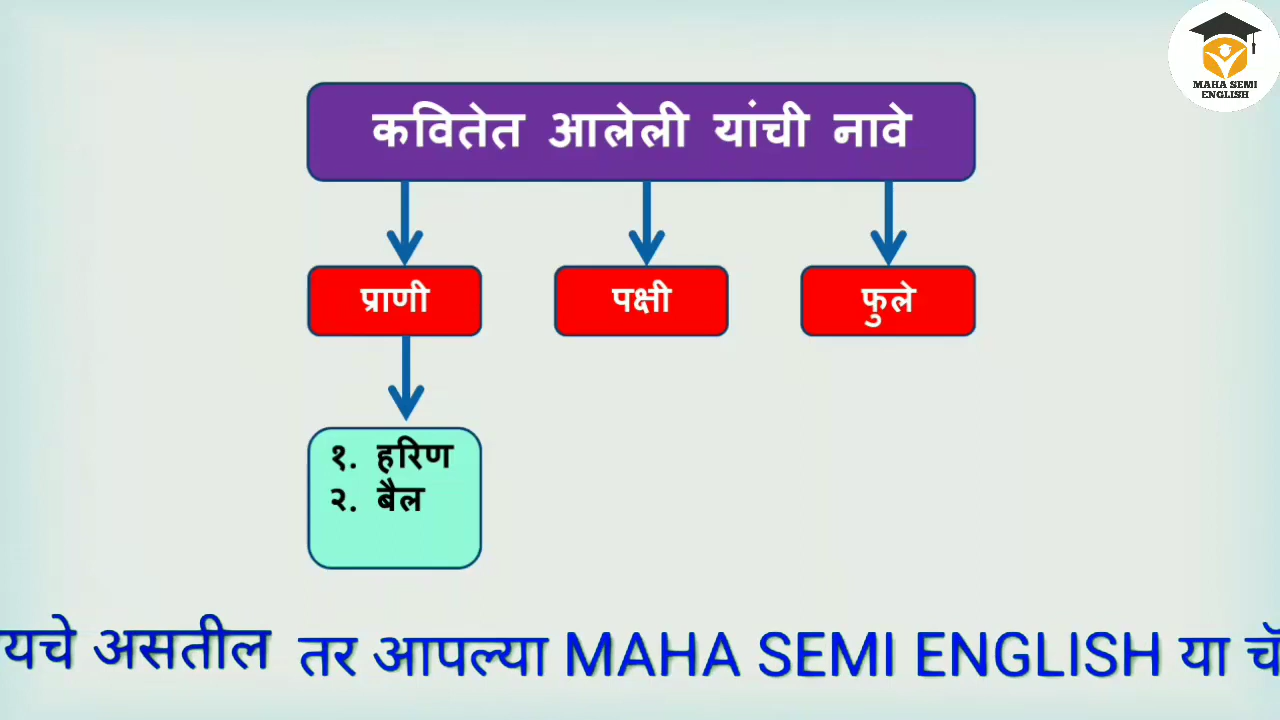 MAHA SEMI
ENGLISH
कवितेत आलेली यांची नावे
प्राणी पक्षी फुले
१. हरिण
२. बैल
यचे असतील तर आपल्या MAHA SEMI ENGLISH या चॅ